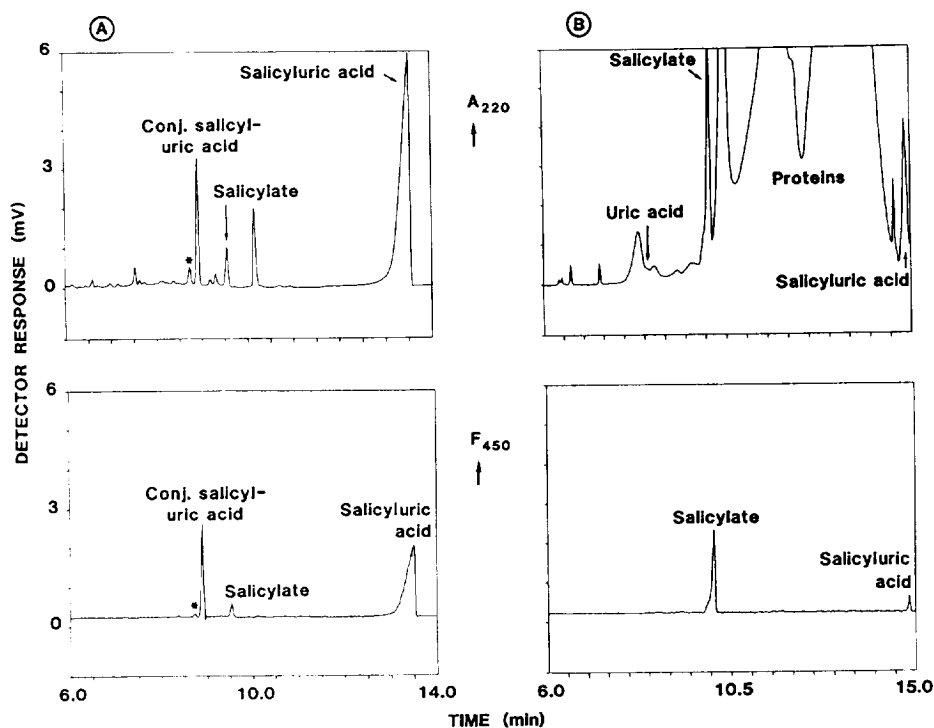 A
B
6
3
0
Salicyluric acid
Conj. salicyl-
uric acid
Salicylate
*
A220
Salicylate
Uric acid
Proteins
Salicyluric acid
DETECTOR RESPONSE (mV)
6
3
0
Conj. salicyl-
uric acid
Salicyluric
acid
*
Salicylate
F450
Salicylate
Salicyluric
acid
6.0
10.0
14.0
6.0
10.5
15.0
TIME (min)